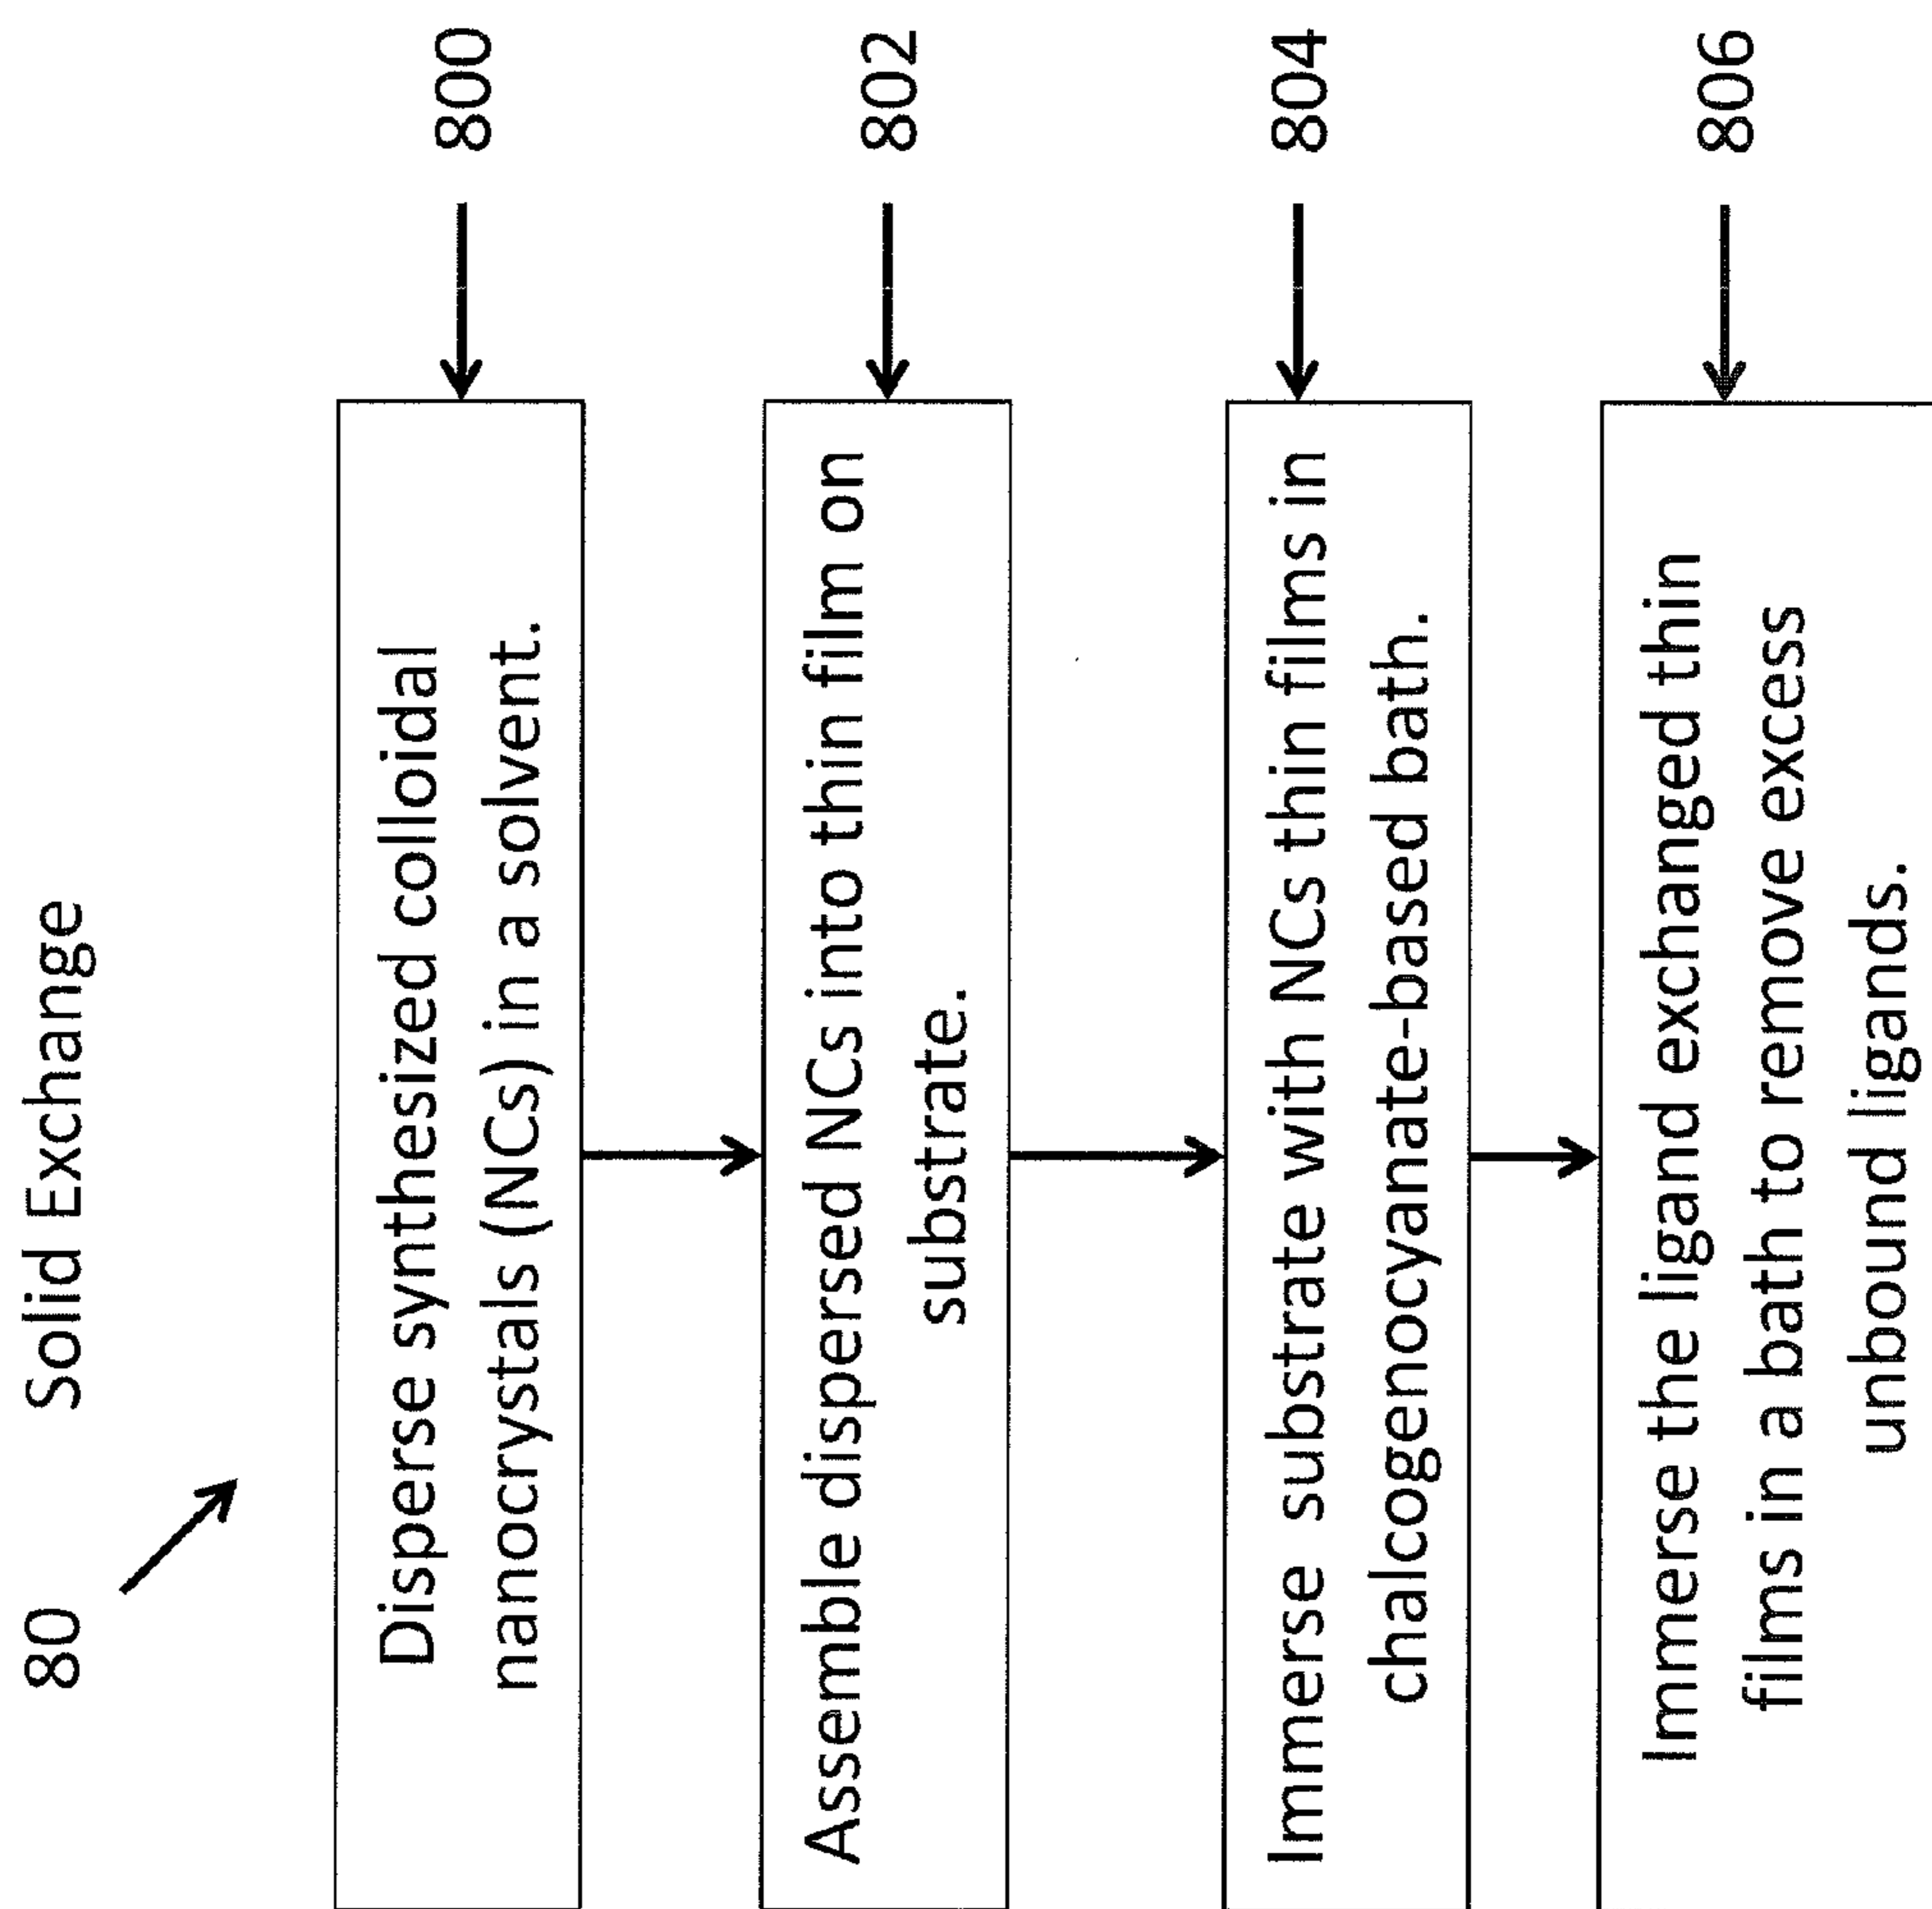 80 Solid Exchange
Disperse synthesized colloidal
nanocrystals (NCs) in a solvent.
800
Assemble dispersed NCs into thin film on
substrate.
802
Immerse substrate with NCs thin films in
chalcogenocyanate-based bath.
804
Immerse the ligand exchanged thin
films in a bath to remove excess
unbound ligands.
806